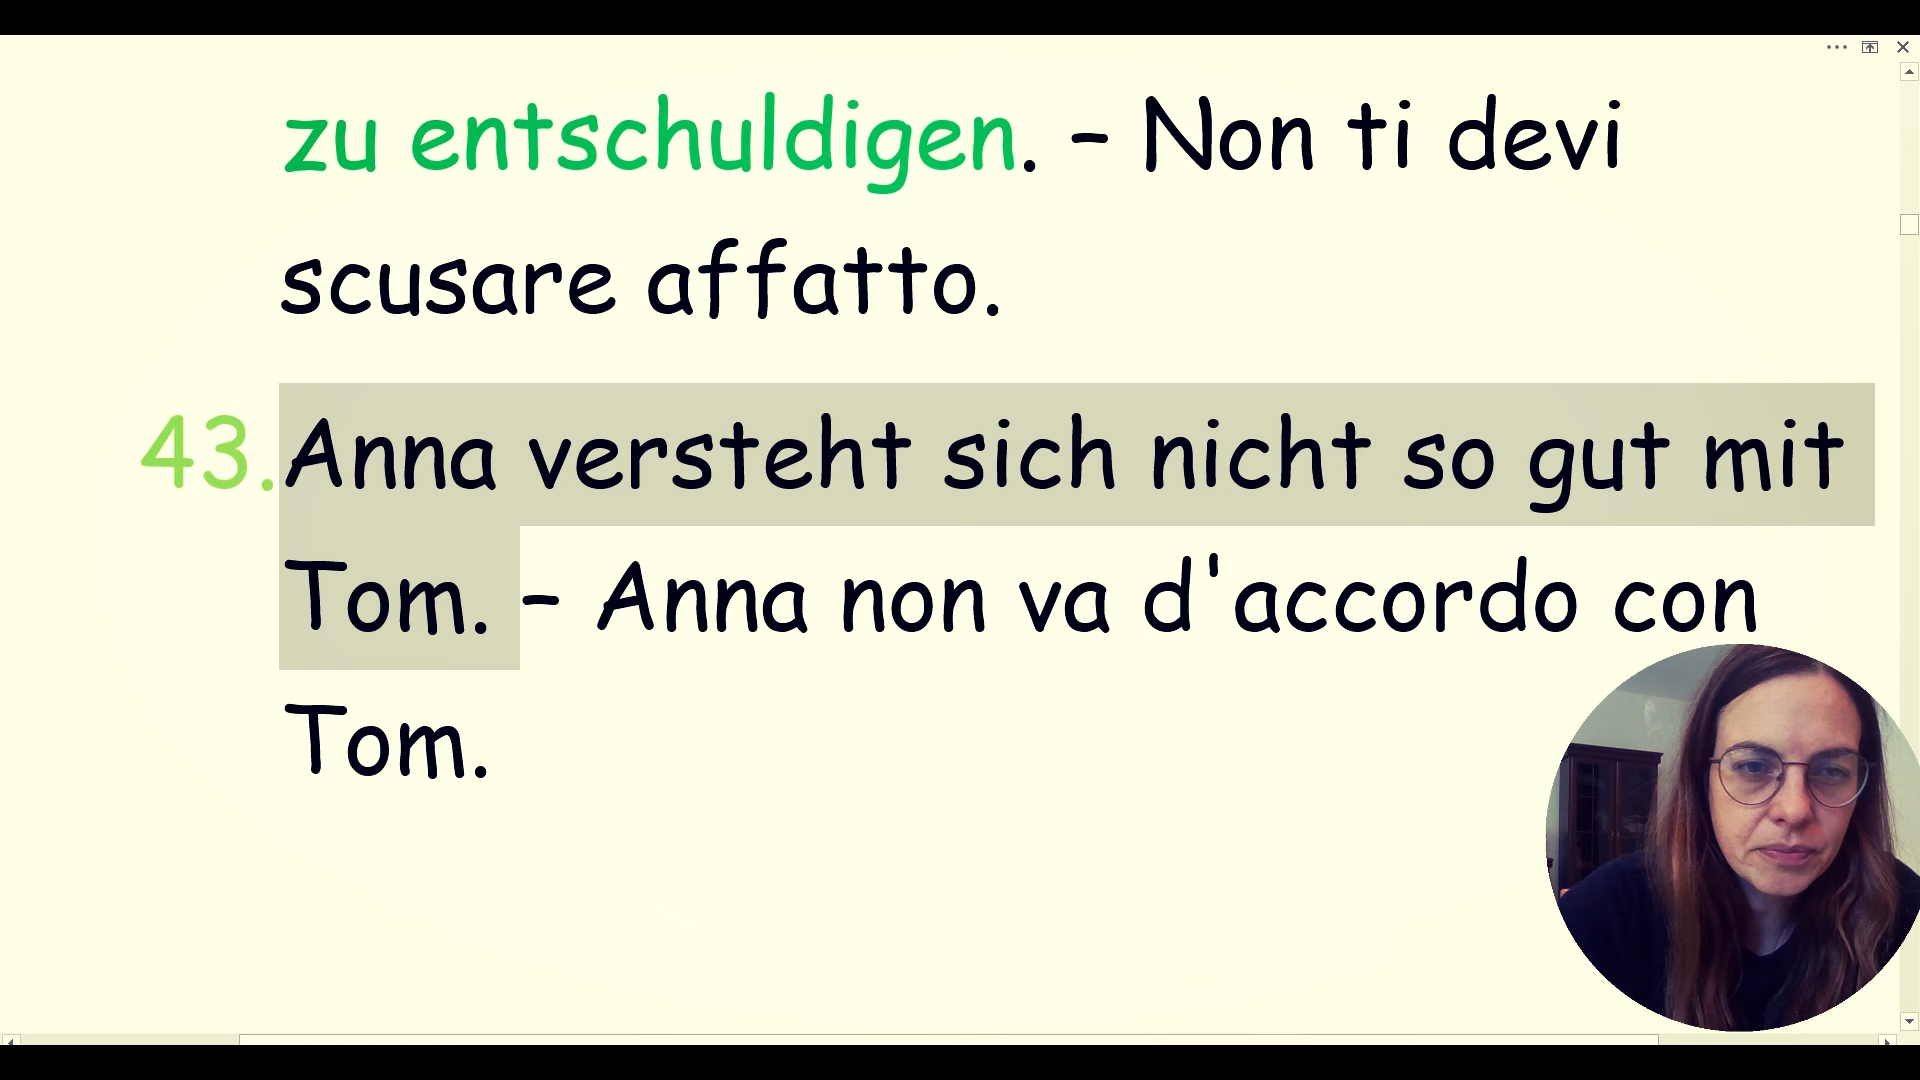 zu entschuldigen. – Non ti devi
scusare affatto.
43. Anna versteht sich nicht so gut mit
Tom. – Anna non va d'accordo con
Tom.